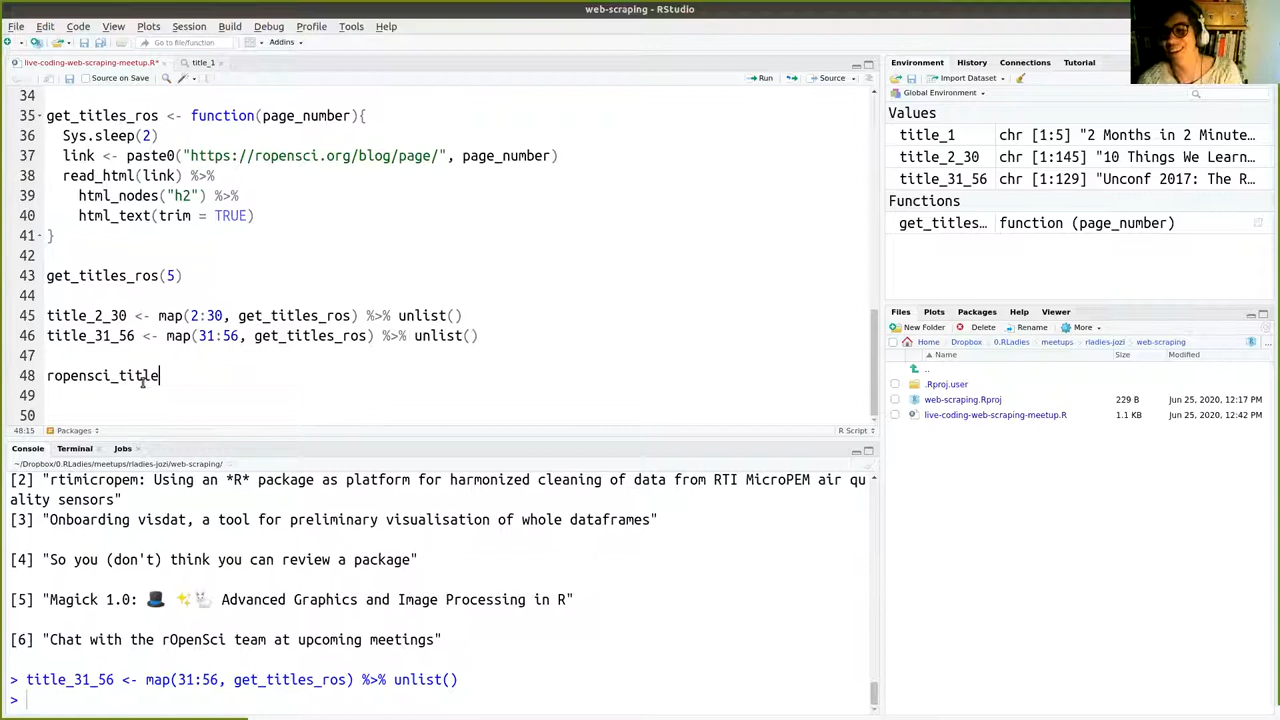 web-scraping - RStudio
File Edit Code View Plots Session Build Debug Profile Tools Help
Go to file/function Addins
live-coding-web-scraping-meetup.R* title_1
Source on Save Run Source
34
35 get_titles_ros <- function(page_number){
36 Sys.sleep(2)
37 link <- paste0("https://ropensci.org/blog/page/", page_number)
38 read_html(link) %>%
39 html_nodes("h2") %>%
40 html_text(trim = TRUE)
41 }
42
43 get_titles_ros(5)
44
45 title_2_30 <- map(2:30, get_titles_ros) %>% unlist()
46 title_31_56 <- map(31:56, get_titles_ros) %>% unlist()
47
48 ropensci_title
49
50
48:15 Packages R Script
Console Terminal Jobs
~/Dropbox/0.RLadies/meetups/rladies-jozi/web-scraping/
[2] "rtimicropem: Using an *R* package as platform for harmonized cleaning of data from RTI MicroPEM air qu
ality sensors"
[3] "Onboarding visdat, a tool for preliminary visualisation of whole dataframes"
[4] "So you (don't) think you can review a package"
[5] "Magick 1.0: 🎩 ✨🐇 Advanced Graphics and Image Processing in R"
[6] "Chat with the rOpenSci team at upcoming meetings"
> title_31_56 <- map(31:56, get_titles_ros) %>% unlist()
>
Environment History Connections Tutorial
Import Dataset
Global Environment
Values
title_1 chr [1:5] "2 Months in 2 Minute…
title_2_30 chr [1:145] "10 Things We Learn…
title_31_56 chr [1:129] "Unconf 2017: The R…
Functions
get_titles… function (page_number)
Files Plots Packages Help Viewer
New Folder Delete Rename More
Home Dropbox 0.RLadies meetups rladies-jozi web-scraping ...
Name Size Modified
..
.Rproj.user
web-scraping.Rproj 229 B Jun 25, 2020, 12:17 PM
live-coding-web-scraping-meetup.R 1.1 KB Jun 25, 2020, 12:42 PM